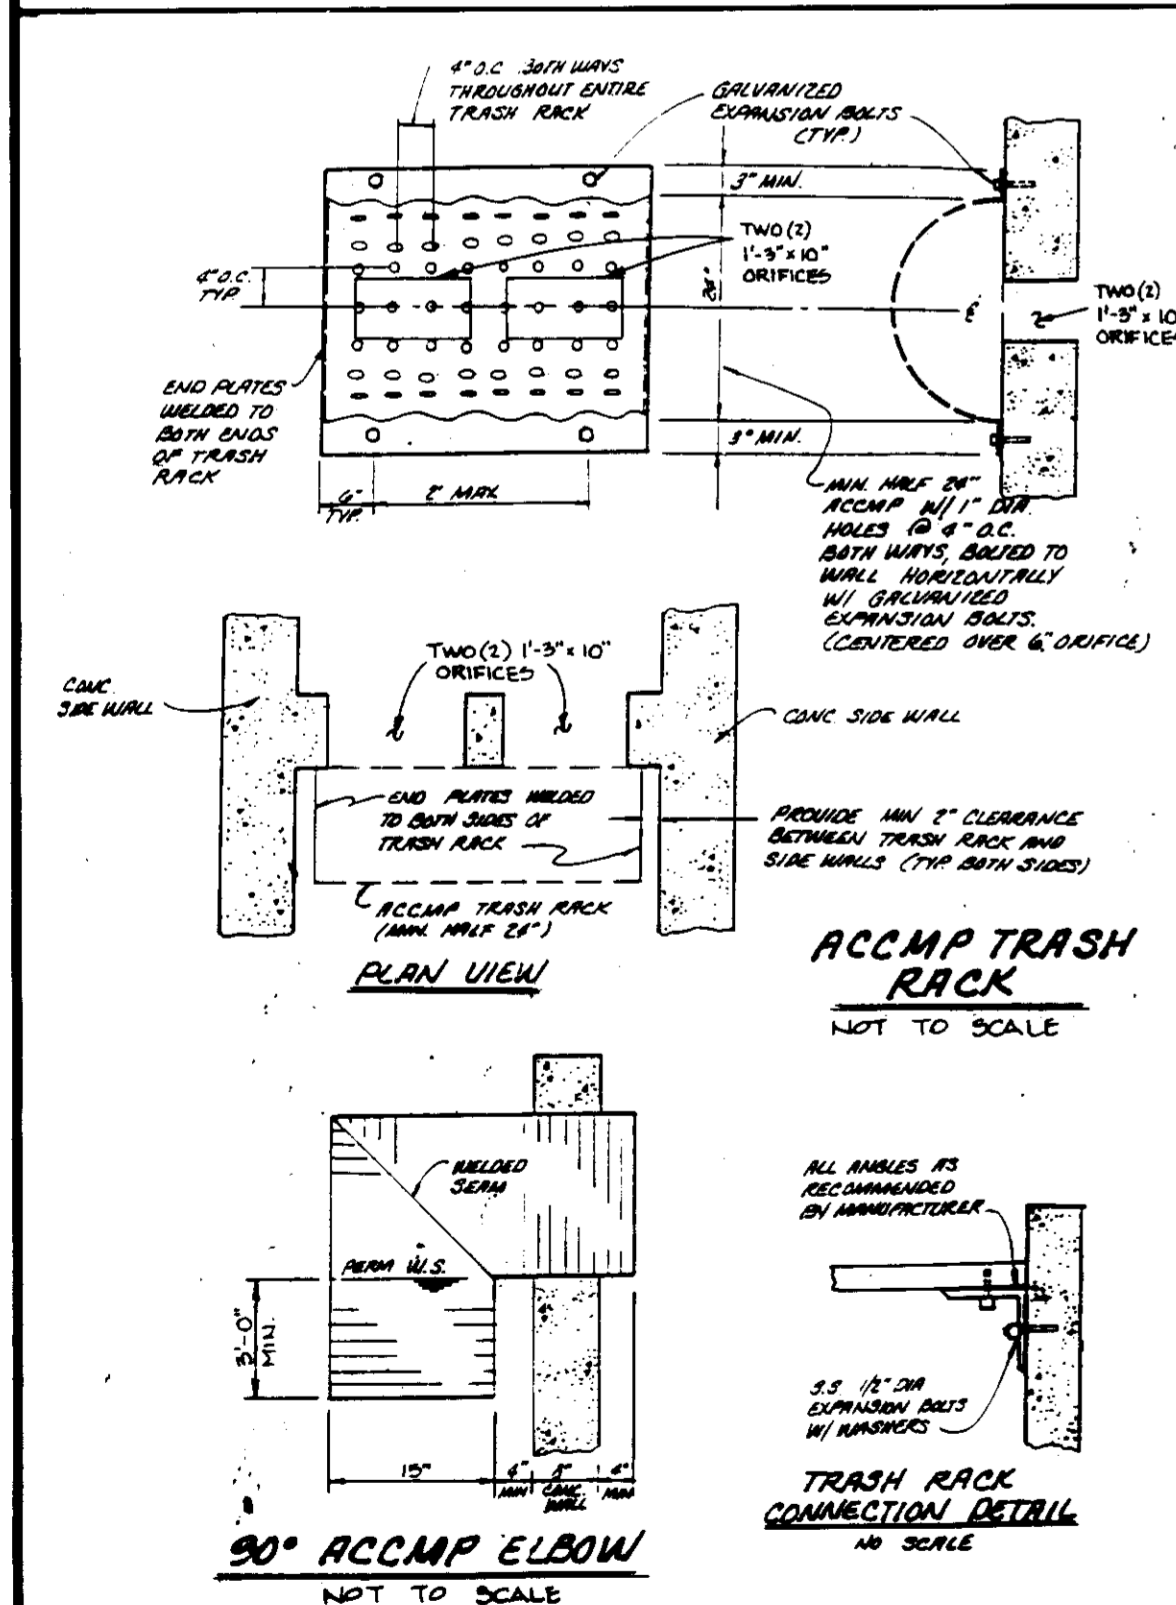 4" O.C. BOTH WAYS
THROUGHOUT ENTIRE
TRASH RACK
GALVANIZED
EXPANSION BOLTS
(TYP.)
3" MIN.
TWO (2)
1'-3" x 10"
ORIFICES
4" O.C.
TYP.
24"
TWO (2)
1'-3" x 10
ORIFICES
END PLATES
WELDED TO
BOTH ENDS
OF TRASH
RACK
3" MIN.
6"
TYP.
2' MAX
MIN. HALF 24"
ACCMP W/ 1" DIA.
HOLES @ 4" O.C.
BOTH WAYS, BOLTED TO
WALL HORIZONTALLY
W/ GALVANIZED
EXPANSION BOLTS.
(CENTERED OVER 6" ORIFICE)
TWO (2) 1'-3" x 10"
ORIFICES
CONC.
SIDE WALL
CONC. SIDE WALL
END PLATES WELDED
TO BOTH SIDES OF
TRASH RACK
PROVIDE MIN 2" CLEARANCE
BETWEEN TRASH RACK AND
SIDE WALLS (TYP. BOTH SIDES)
ACCMP TRASH RACK
(MIN. HALF 24")
PLAN VIEW
ACCMP TRASH
RACK
NOT TO SCALE
WELDED
SEAM
PERM W.S.
3'-0"
MIN.
15"
4"
MIN
8"
CONC.
WALL
4"
MIN
90° ACCMP ELBOW
NOT TO SCALE
ALL ANGLES AS
RECOMMENDED
BY MANUFACTURER
S.S. 1/2" DIA
EXPANSION BOLTS
W/ WASHERS
TRASH RACK
CONNECTION DETAIL
NO SCALE